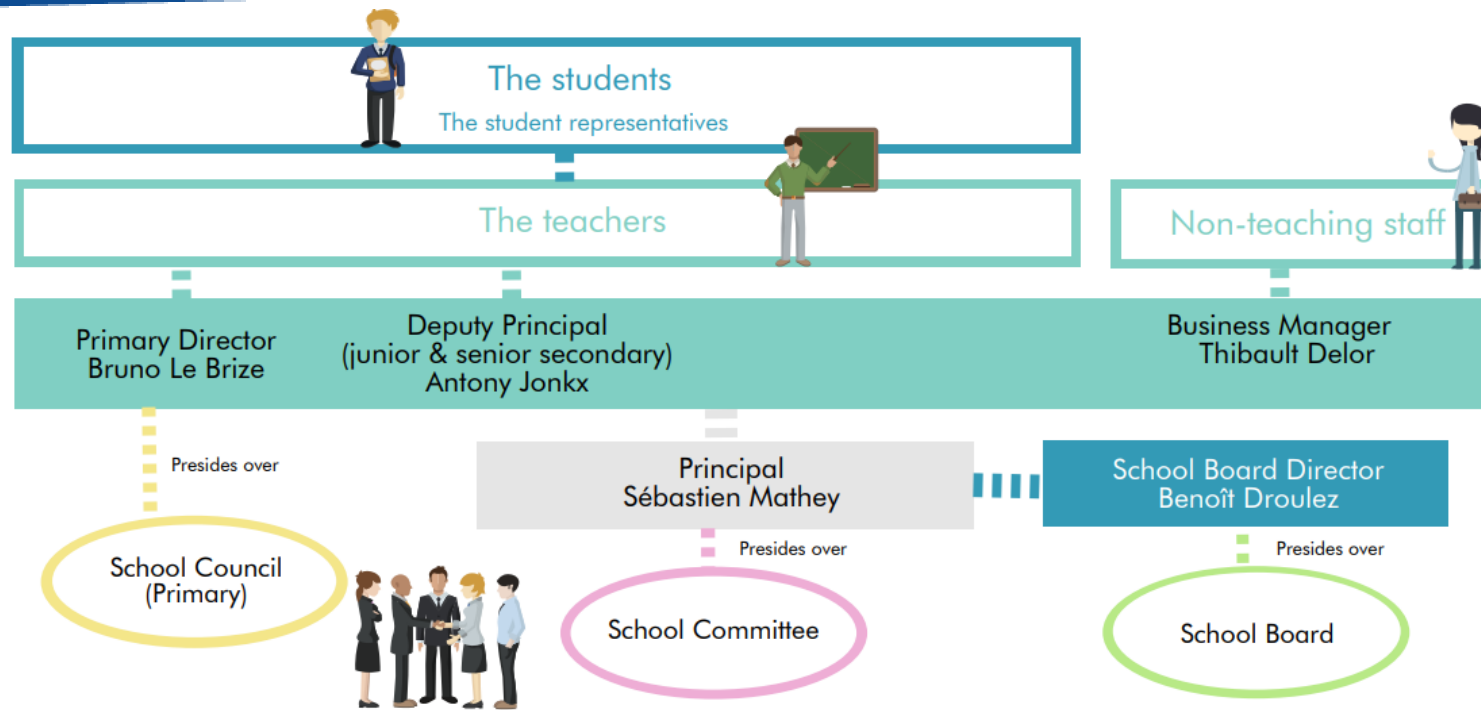 The students
The student representatives
The teachers
Non-teaching staff
Primary Director
Bruno Le Brize
Deputy Principal
(junior & senior secondary)
Antony Jonkx
Business Manager
Thibault Delor
Presides over
Principal
Sébastien Mathey
School Board Director
Benoît Droulez
School Council
(Primary)
Presides over
School Committee
Presides over
School Board